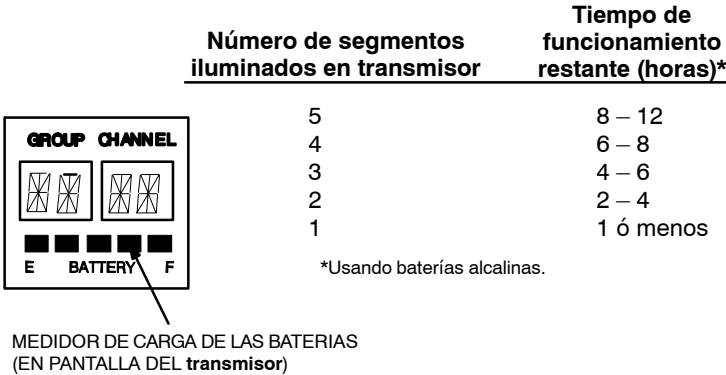 Número de segmentos
iluminados en transmisor
Tiempo de
funcionamiento
restante (horas)*
5 8 – 12
4 6 – 8
3 4 – 6
2 2 – 4
1 1 ó menos
*Usando baterías alcalinas.
GROUP CHANNEL
E BATTERY F
MEDIDOR DE CARGA DE LAS BATERIAS
(EN PANTALLA DEL transmisor)